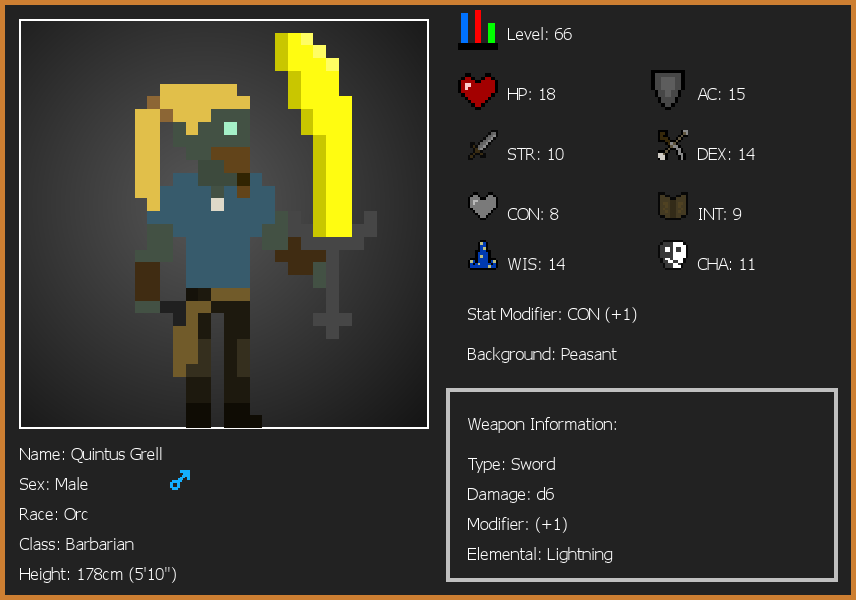 Level: 66
HP: 18
AC: 15
STR: 10
DEX: 14
CON: 8
INT: 9
WIS: 14
CHA: 11
Stat Modifier: CON (+1)
Background: Peasant
Weapon Information:
Type: Sword
Damage: d6
Modifier: (+1)
Elemental: Lightning
Name: Quintus Grell
Sex: Male
Race: Orc
Class: Barbarian
Height: 178cm (5'10")